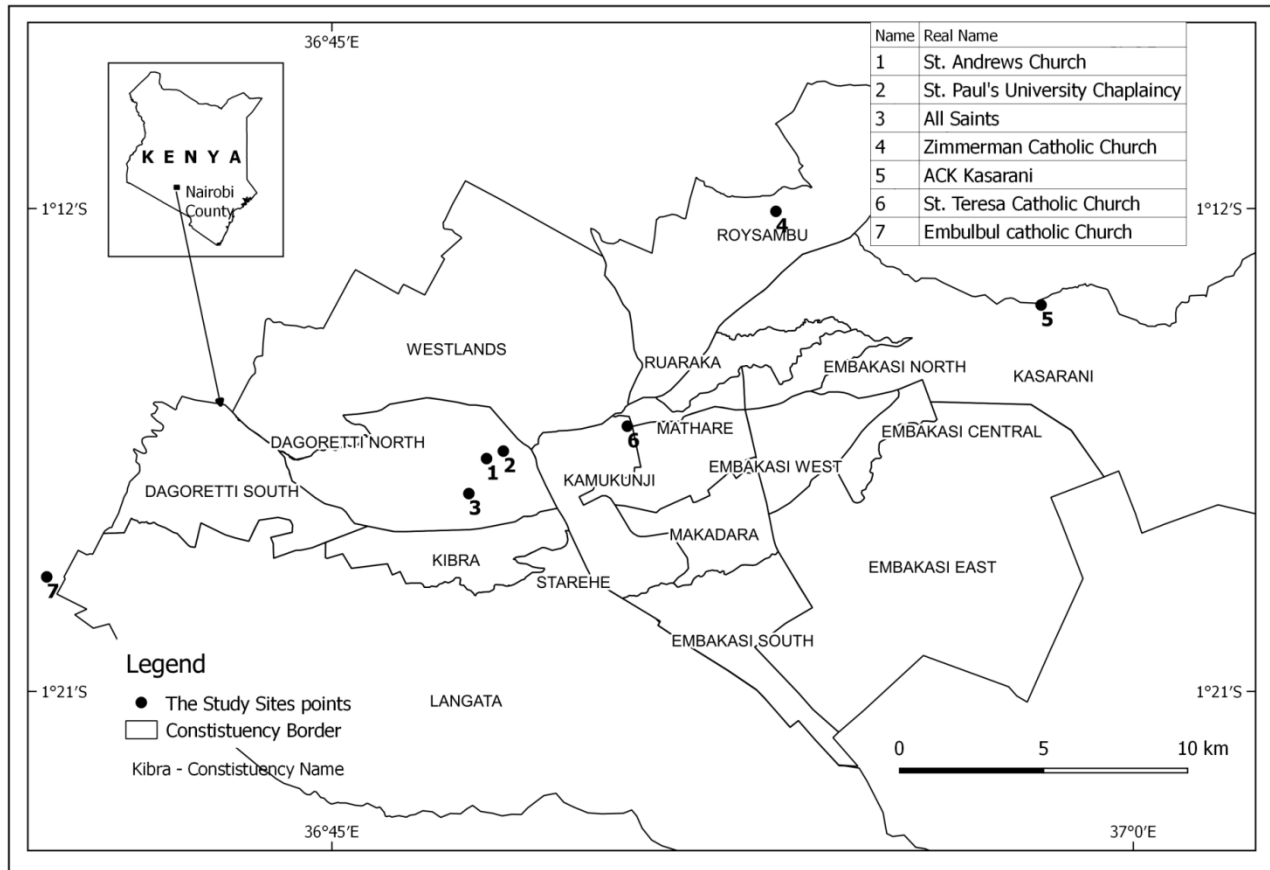 36°45'E
Name Real Name
1 St. Andrews Church
2 St. Paul's University Chaplaincy
3 All Saints
4 Zimmerman Catholic Church
5 ACK Kasarani
6 St. Teresa Catholic Church
7 Embulbul catholic Church
K E N Y A
Nairobi
County
1°12'S
1°12'S
4
ROYSAMBU
5
WESTLANDS
RUARAKA
EMBAKASI NORTH
KASARANI
DAGORETTI NORTH
6
MATHARE
EMBAKASI CENTRAL
1
2
KAMUKUNJI
EMBAKASI WEST
DAGORETTI SOUTH
3
MAKADARA
KIBRA
STAREHE
EMBAKASI EAST
7
EMBAKASI SOUTH
Legend
The Study Sites points
Constistuency Border
Kibra - Constistuency Name
1°21'S
LANGATA
1°21'S
0 5 10 km
36°45'E
37°0'E